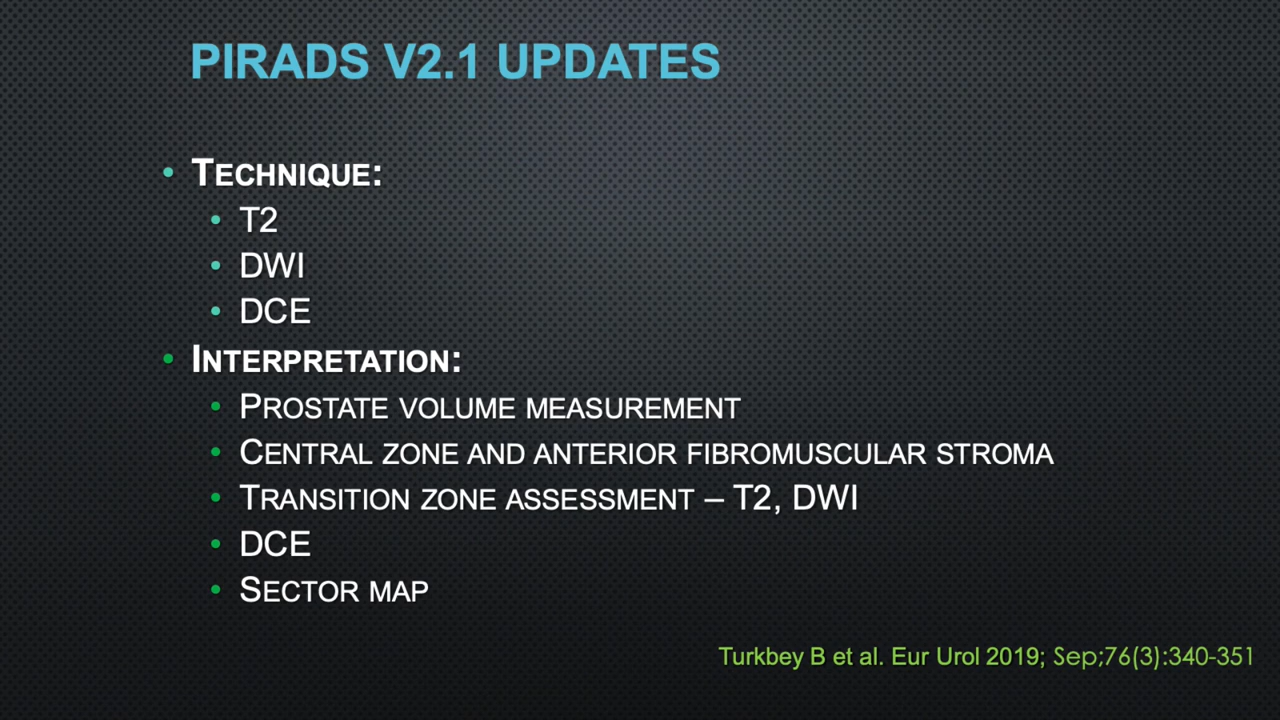 PIRADS V2.1 UPDATES
• TECHNIQUE:
• T2
• DWI
• DCE
• INTERPRETATION:
• PROSTATE VOLUME MEASUREMENT
• CENTRAL ZONE AND ANTERIOR FIBROMUSCULAR STROMA
• TRANSITION ZONE ASSESSMENT – T2, DWI
• DCE
• SECTOR MAP
Turkbey B et al. Eur Urol 2019; Sep;76(3):340-351